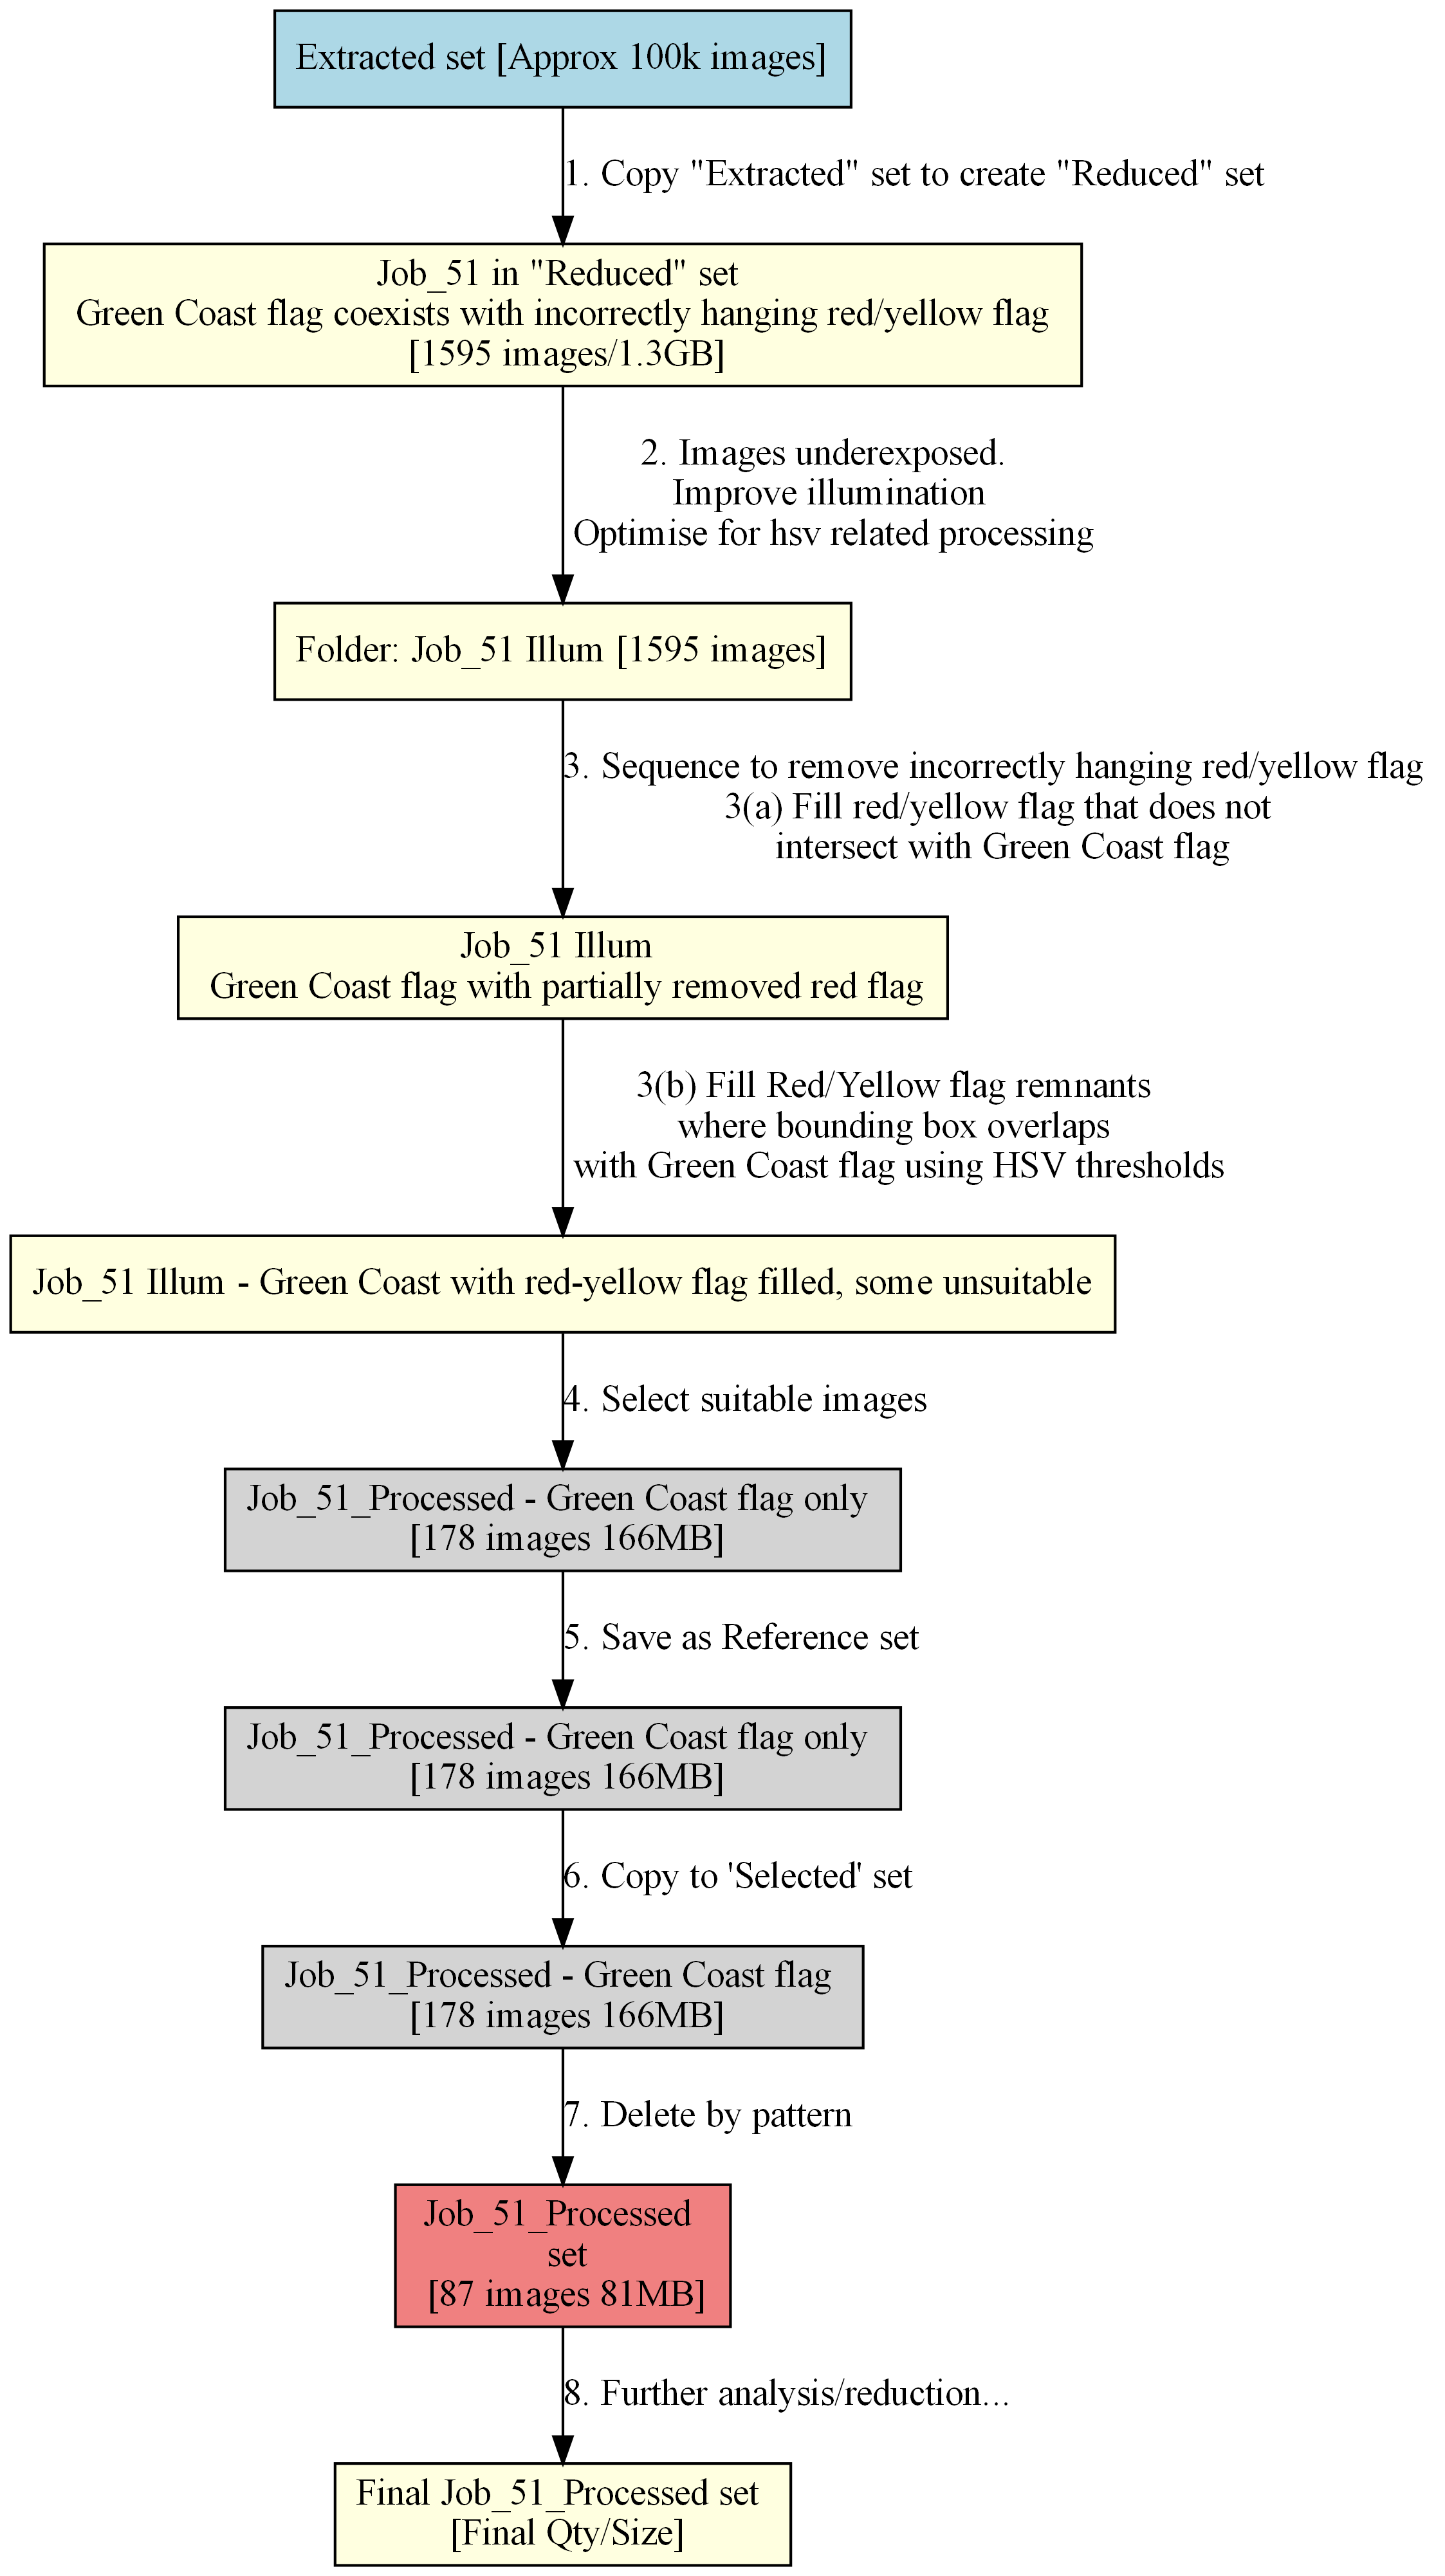 Extracted set [Approx 100k images]
1. Copy "Extracted" set to create "Reduced" set
Job_51 in "Reduced" set
Green Coast flag coexists with incorrectly hanging red/yellow flag
[1595 images/1.3GB]
2. Images underexposed.
Improve illumination
Optimise for hsv related processing
Folder: Job_51 Illum [1595 images]
3. Sequence to remove incorrectly hanging red/yellow flag
3(a) Fill red/yellow flag that does not
intersect with Green Coast flag
Job_51 Illum
Green Coast flag with partially removed red flag
3(b) Fill Red/Yellow flag remnants
where bounding box overlaps
with Green Coast flag using HSV thresholds
Job_51 Illum - Green Coast with red-yellow flag filled, some unsuitable
4. Select suitable images
Job_51_Processed - Green Coast flag only
[178 images 166MB]
5. Save as Reference set
Job_51_Processed - Green Coast flag only
[178 images 166MB]
6. Copy to 'Selected' set
Job_51_Processed - Green Coast flag
[178 images 166MB]
7. Delete by pattern
Job_51_Processed
set
[87 images 81MB]
8. Further analysis/reduction...
Final Job_51_Processed set
[Final Qty/Size]